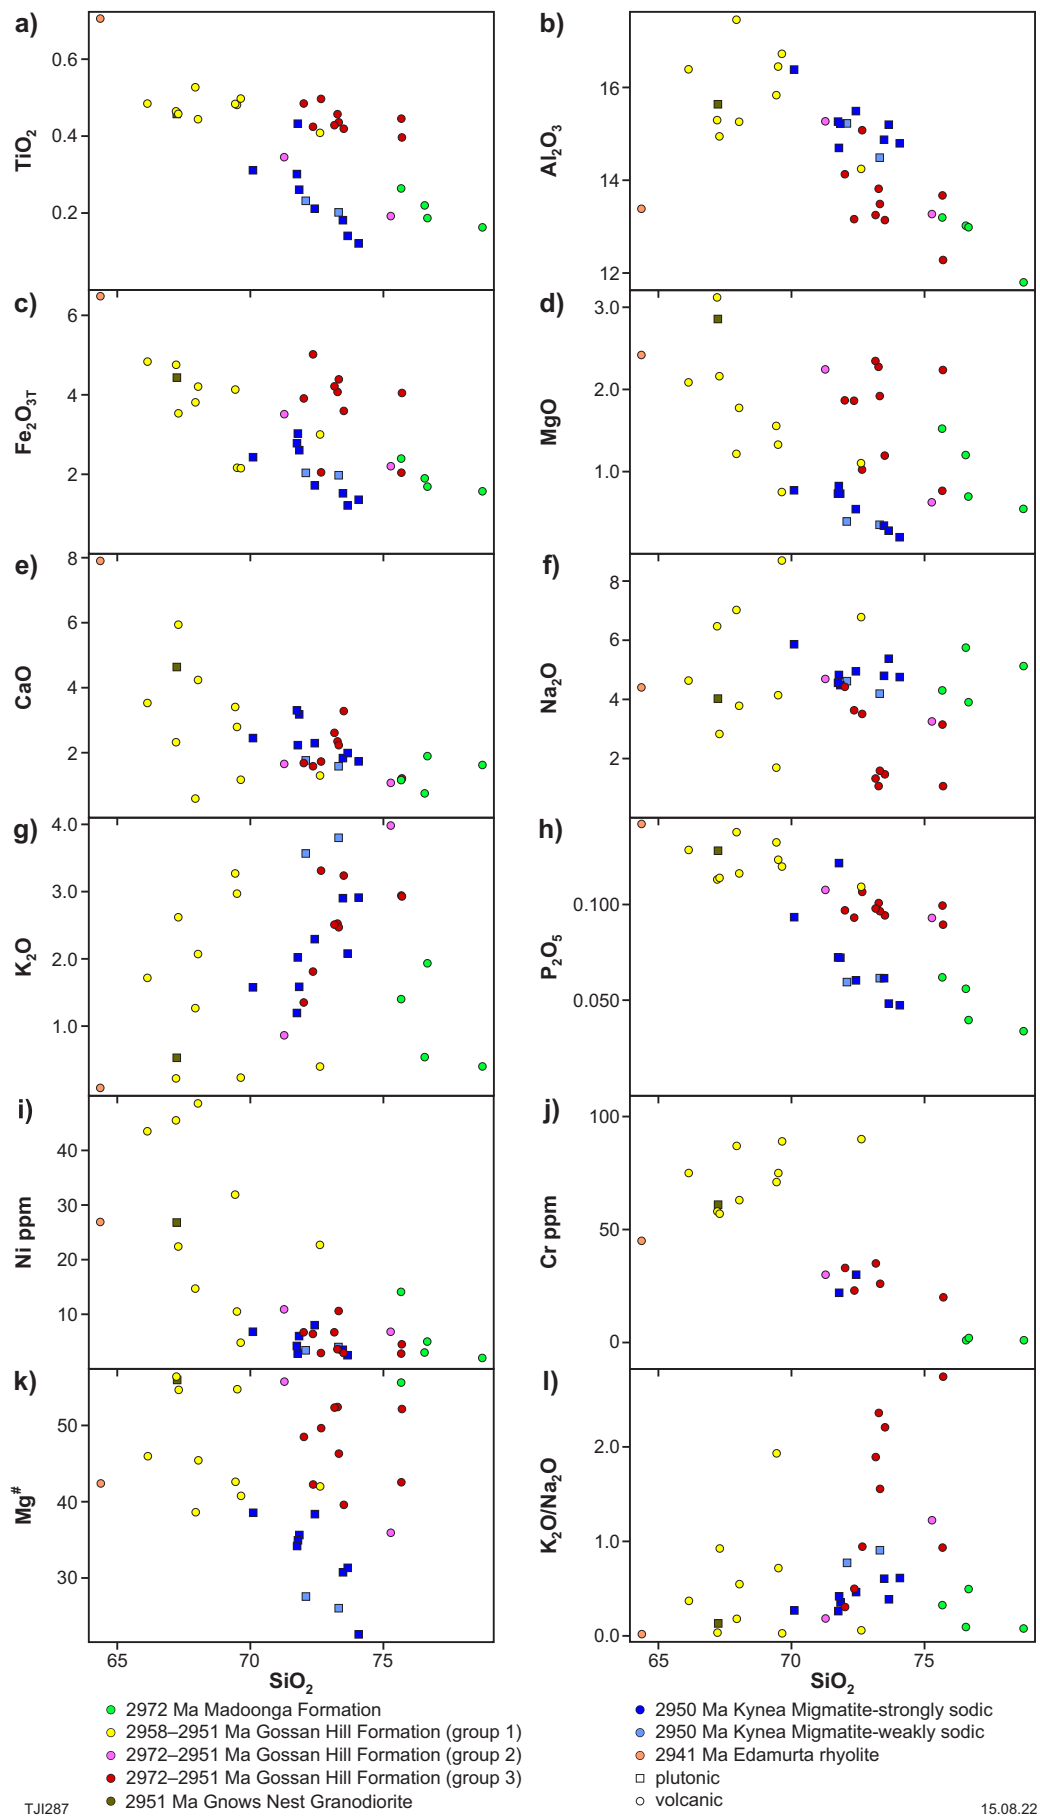 a)
TiO2
0.6
0.4
0.2
b)
Al2O3
16
14
12
c)
Fe2O3T
6
4
2
d)
MgO
3.0
2.0
1.0
e)
CaO
8
6
4
2
f)
Na2O
8
6
4
2
g)
K2O
4.0
3.0
2.0
1.0
h)
P2O5
0.100
0.050
i)
Ni ppm
40
30
20
10
j)
Cr ppm
100
50
0
k)
Mg#
50
40
30
l)
K2O/Na2O
2.0
1.0
0.0
65 70 75
SiO2
65 70 75
SiO2
2972 Ma Madoonga Formation
2958–2951 Ma Gossan Hill Formation (group 1)
2972–2951 Ma Gossan Hill Formation (group 2)
2972–2951 Ma Gossan Hill Formation (group 3)
2951 Ma Gnows Nest Granodiorite
2950 Ma Kynea Migmatite-strongly sodic
2950 Ma Kynea Migmatite-weakly sodic
2941 Ma Edamurta rhyolite
plutonic
volcanic
TJI287
15.08.22